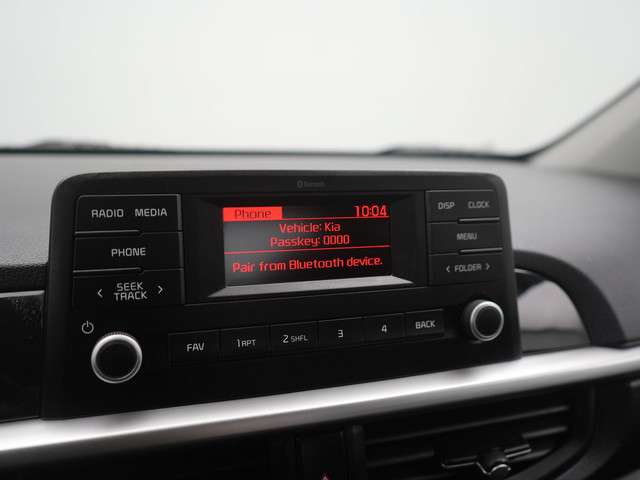 Bluetooth
RADIO MEDIA
PHONE
SEEK
TRACK
Phone 10:04
Vehicle: Kia
Passkey: 0000
Pair from Bluetooth device.
DISP CLOCK
MENU
< FOLDER >
FAV 1 RPT 2 SHFL 3 4 BACK